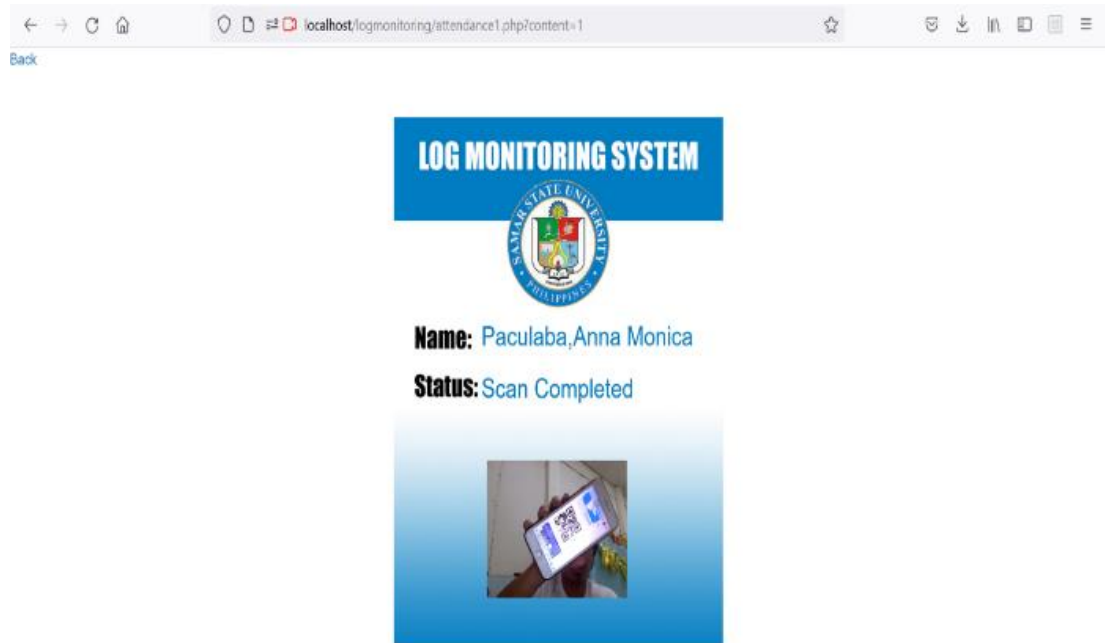 localhost/logmonitoring/attendance1.php?content=1
Back
LOG MONITORING SYSTEM
SAMAR STATE UNIVERSITY
PHILIPPINES
Name: Paculaba,Anna Monica
Status: Scan Completed